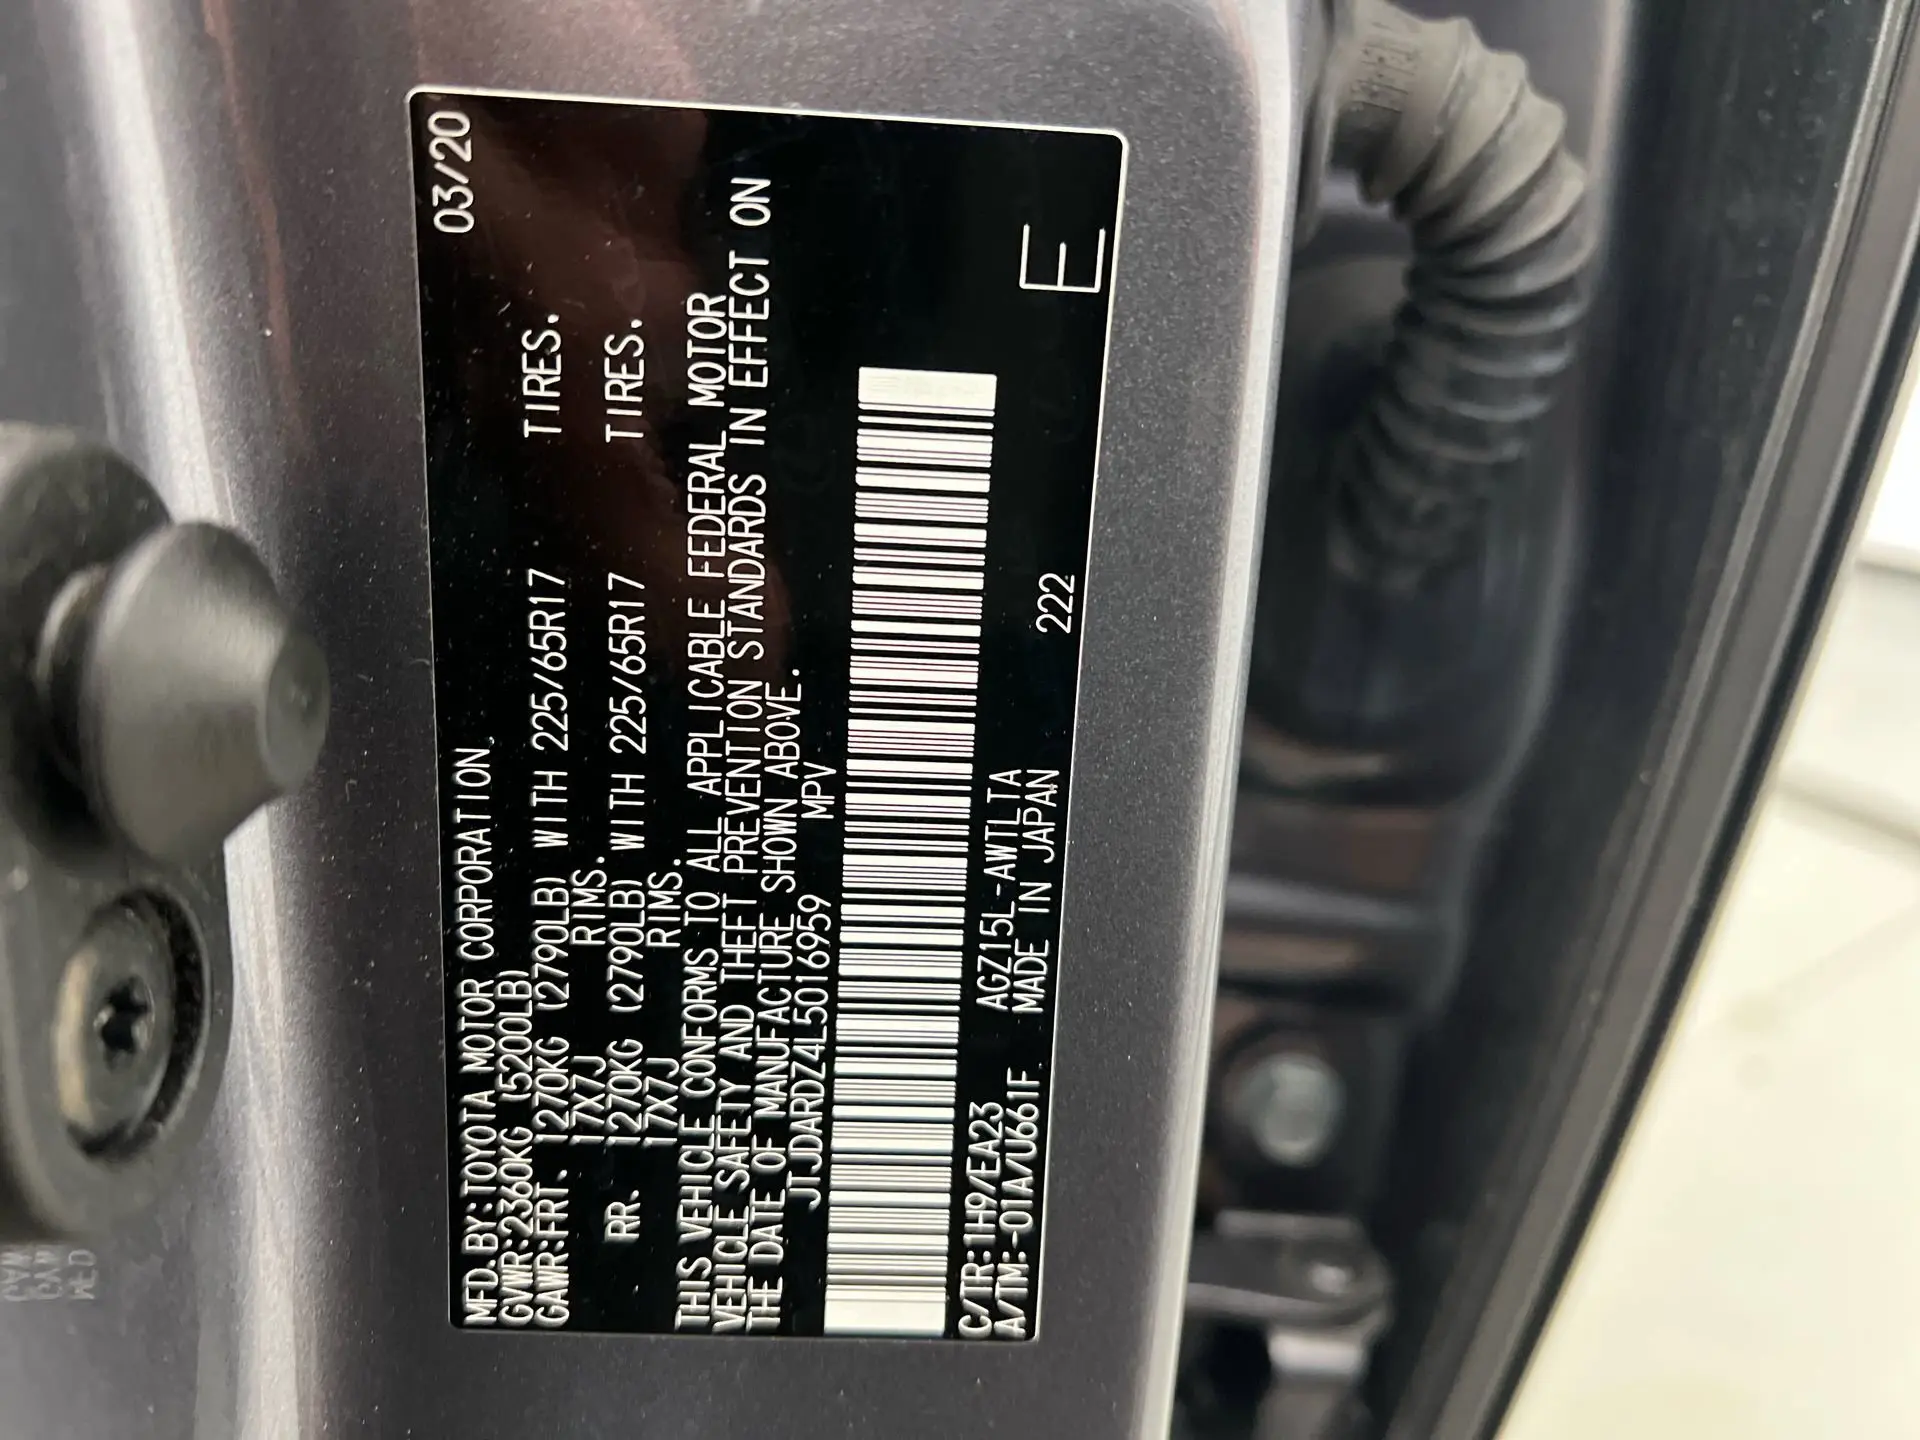 MFD.BY:TOYOTA MOTOR CORPORATION 03/20
GVWR:2360KG (5200LB)
GAWR:FRT. 1270KG (2790LB) WITH 225/65R17 TIRES.
17X7J RIMS.
RR. 1270KG (2790LB) WITH 225/65R17 TIRES.
17X7J RIMS.
THIS VEHICLE CONFORMS TO ALL APPLICABLE FEDERAL MOTOR
VEHICLE SAFETY AND THEFT PREVENTION STANDARDS IN EFFECT ON
THE DATE OF MANUFACTURE SHOWN ABOVE.
JTJDARDZ4L5016959 MPV
C/TR:1H9/EA23 AGZ15L-AWTLTA
A/TM:-01A/U661F MADE IN JAPAN 222
E